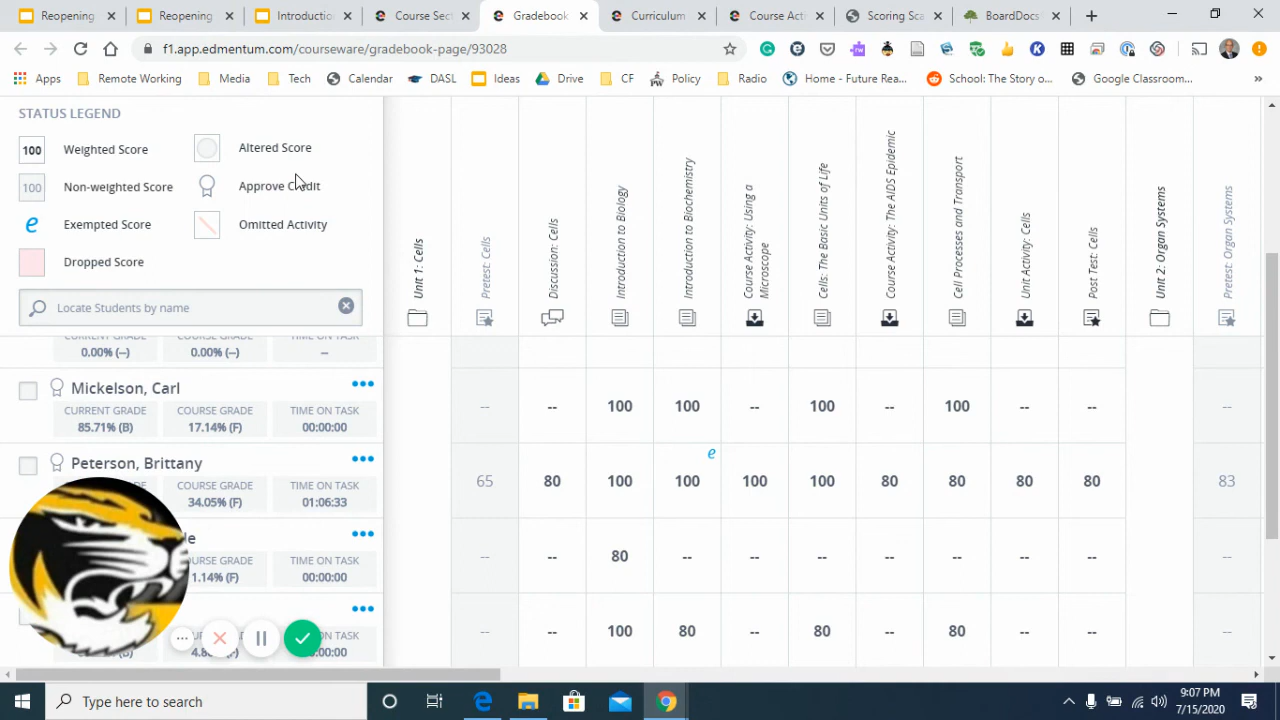 Reopening
Reopening
Introductio
Course Sect
Gradebook
Curriculum
Course Acti
Scoring Sca
BoardDocs
f1.app.edmentum.com/courseware/gradebook-page/93028
Apps
Remote Working
Media
Tech
Calendar
DASL
Ideas
Drive
CF
Policy
Radio
Home - Future Rea...
School: The Story o...
Google Classroom...
STATUS LEGEND
100 Weighted Score
Altered Score
100 Non-weighted Score
Approve Credit
e Exempted Score
Omitted Activity
Dropped Score
Locate Students by name
Unit 1: Cells
Pretest: Cells
Discussion: Cells
Introduction to Biology
Introduction to Biochemistry
Course Activity: Using a
Microscope
Cells: The Basic Units of Life
Course Activity: The AIDS Epidemic
Cell Processes and Transport
Unit Activity: Cells
Post Test: Cells
Unit 2: Organ Systems
Pretest: Organ Systems
CURRENT GRADE COURSE GRADE TIME ON TASK
0.00% (--) 0.00% (--) --
Mickelson, Carl
CURRENT GRADE COURSE GRADE TIME ON TASK
85.71% (B) 17.14% (F) 00:00:00
-- -- 100 100 -- 100 -- 100 -- -- --
Peterson, Brittany
COURSE GRADE TIME ON TASK
34.05% (F) 01:06:33
e
65 80 100 100 100 100 80 80 80 80 83
le
URSE GRADE TIME ON TASK
1.14% (F) 00:00:00
-- -- 80 -- -- -- -- -- -- -- --
TIME ON TASK
-- -- 100 80 -- 80 -- 80 -- -- --
Type here to search
9:07 PM
7/15/2020